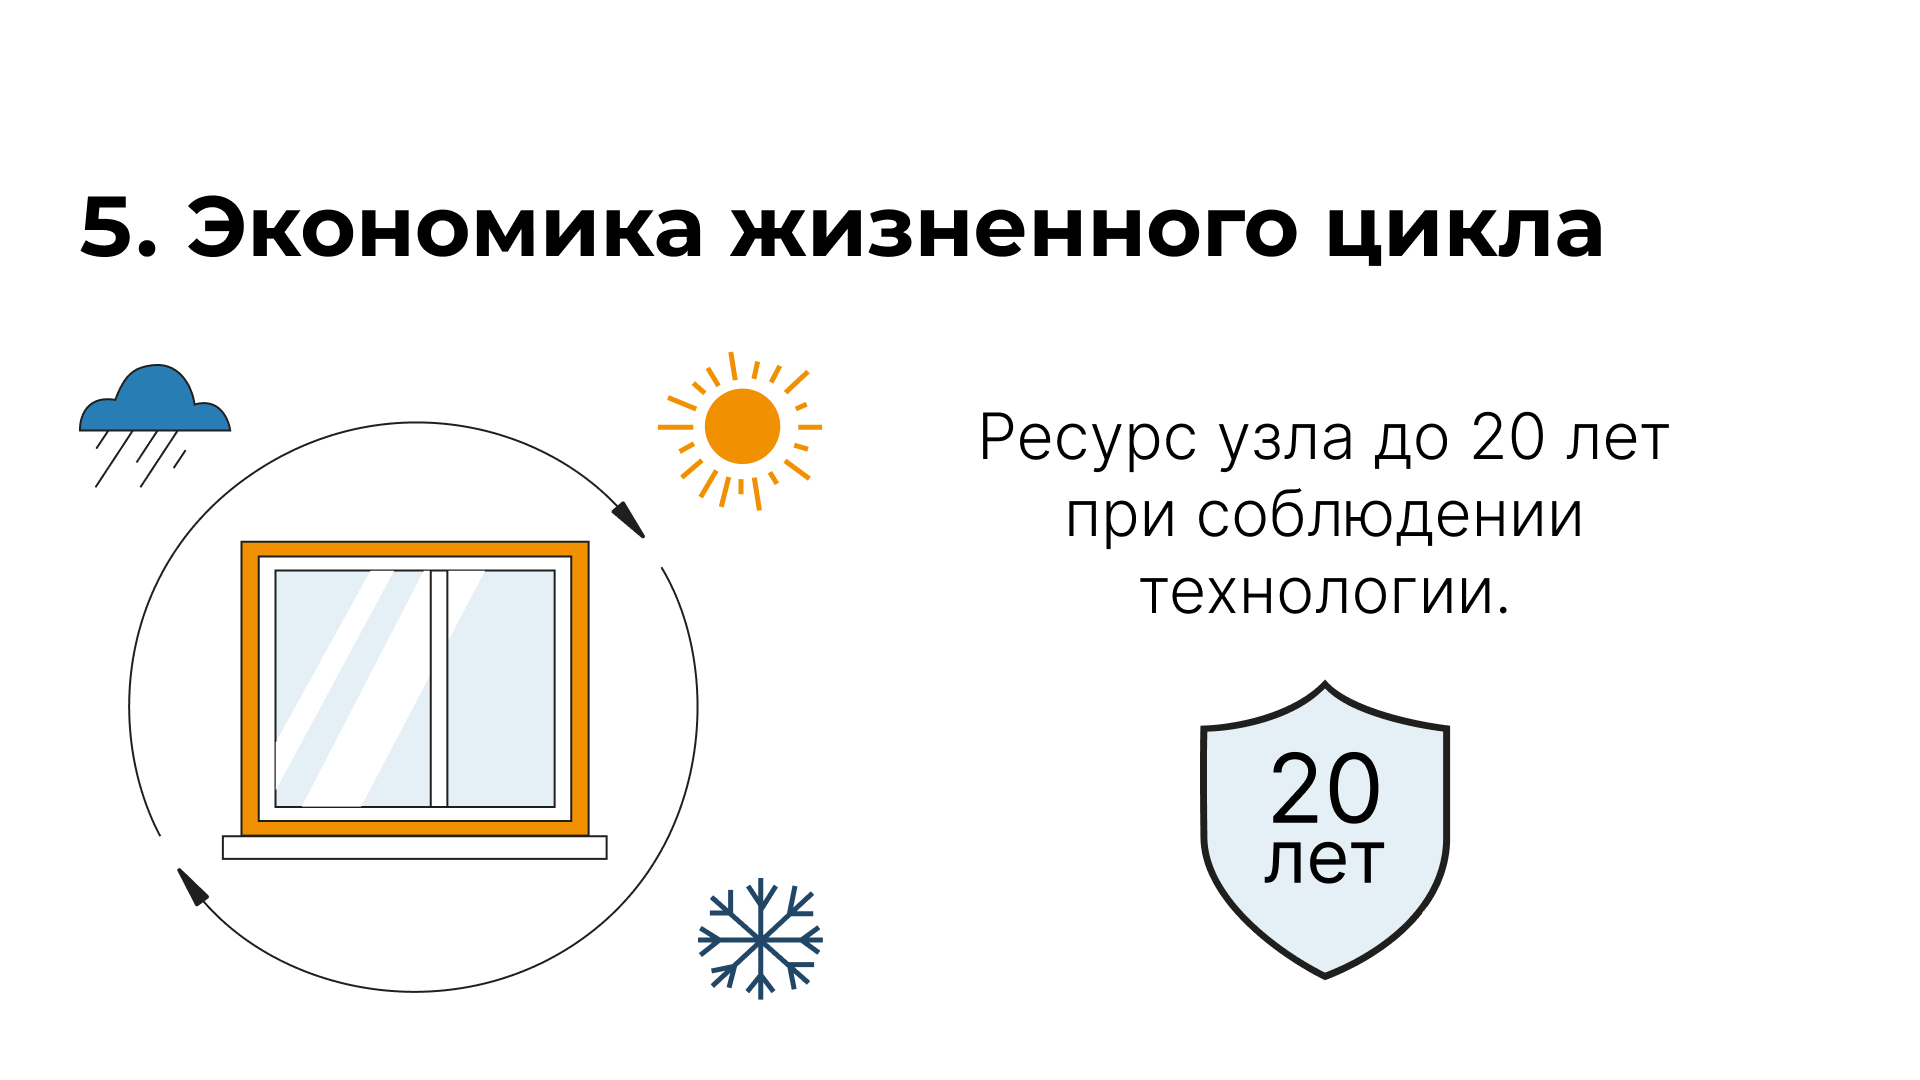 5. Экономика жизненного цикла
Ресурс узла до 20 лет
при соблюдении
технологии.
20
лет